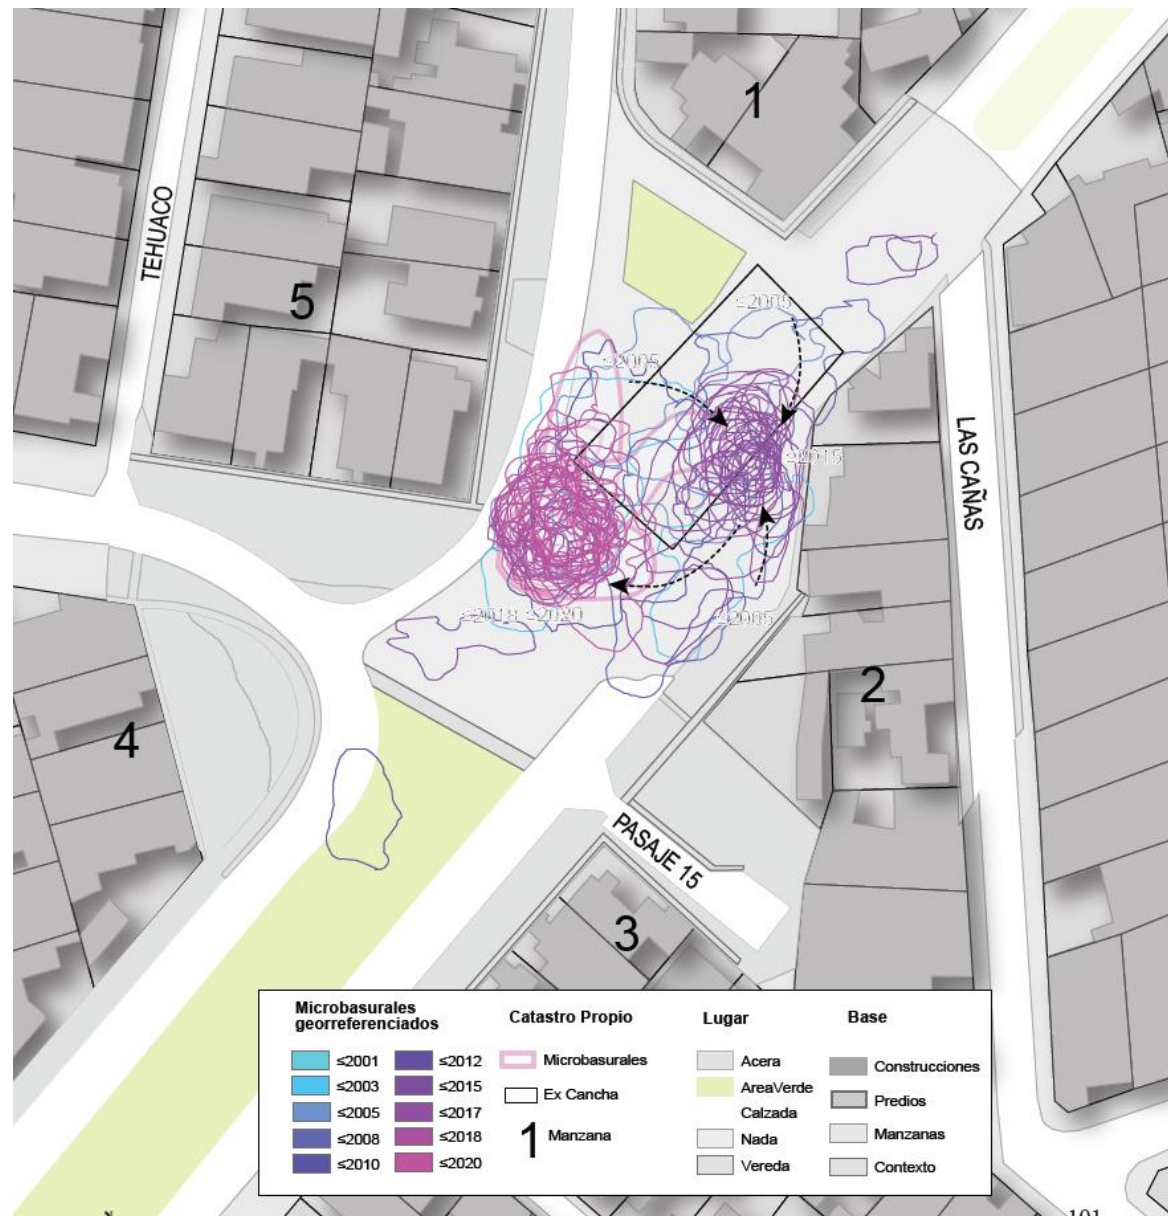 1
TEHUACO
5
≤2005
≤2005
LAS CAÑAS
≤2015
≤2018 ≤2020
≤2005
2
4
PASAJE 15
3
Microbasurales
georreferenciados
≤2001
≤2003
≤2005
≤2008
≤2010
≤2012
≤2015
≤2017
≤2018
≤2020
Catastro Propio
Microbasurales
Ex Cancha
1 Manzana
Lugar
Acera
AreaVerde
Calzada
Nada
Vereda
Base
Construcciones
Predios
Manzanas
Contexto